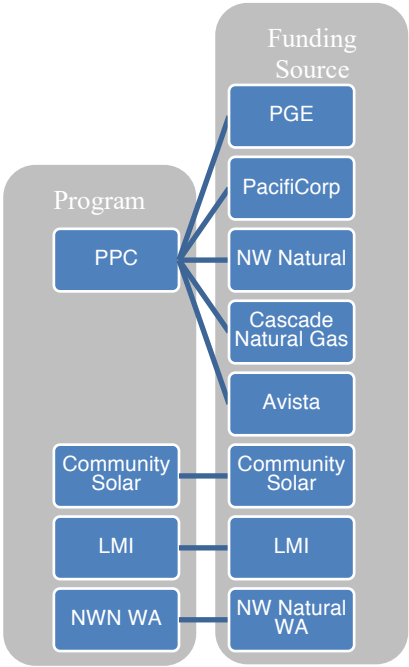 Funding
Source
PGE
PacifiCorp
Program
PPC
NW Natural
Cascade
Natural Gas
Avista
Community
Solar
Community
Solar
LMI
LMI
NWN WA
NW Natural
WA